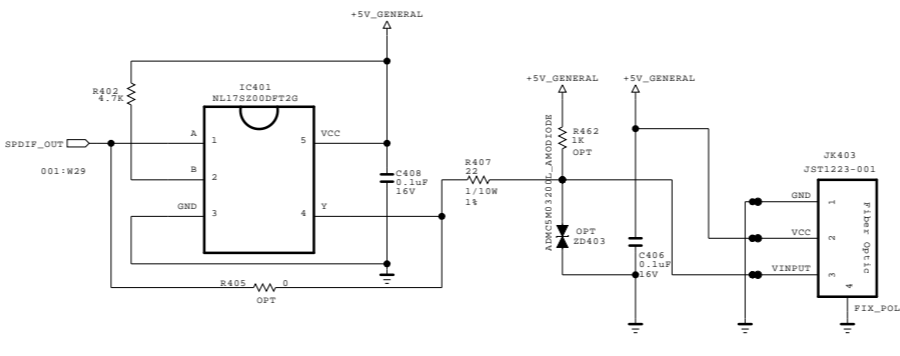 +5V_GENERAL
IC401
NL17SZ00DFT2G
R402
4.7K
SPDIF_OUT
001:W29
A
1
5
VCC
B
2
GND
3
4
Y
C408
0.1uF
16V
R405
0
OPT
R407
22
1/10W
1%
+5V_GENERAL
+5V_GENERAL
R462
1K
OPT
ADMC5M03200L_AMODIODE
OPT
ZD403
C406
0.1uF
16V
JK403
JST1223-001
GND
1
VCC
2
VINPUT
3
4
Fiber Optic
FIX_POL